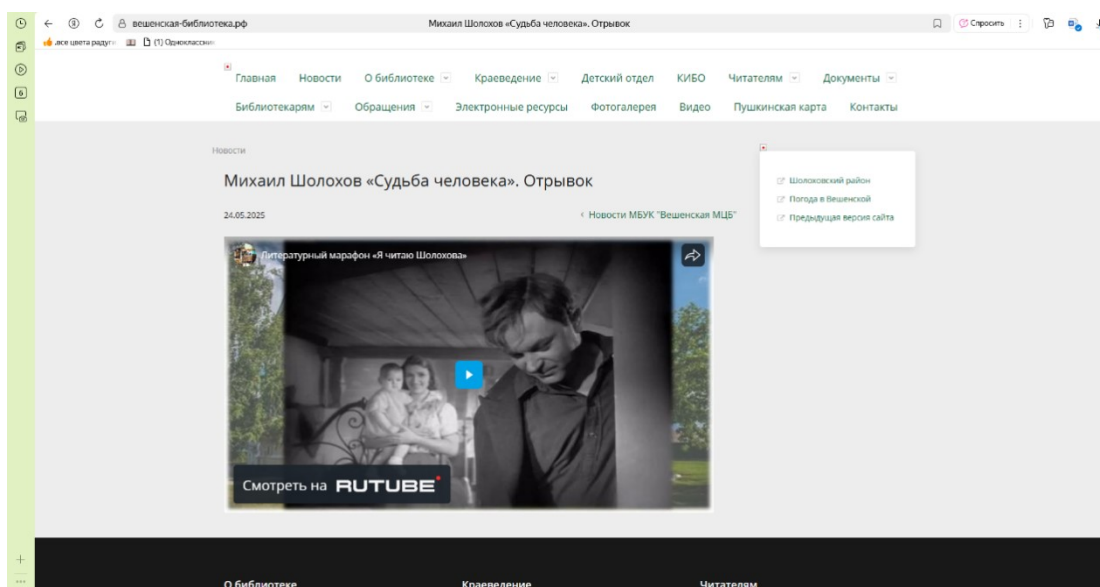 вешенская-библиотека.рф
Михаил Шолохов «Судьба человека». Отрывок
Спросить
все цвета радуги
(1) Одноклассник
6
Главная Новости О библиотеке Краеведение Детский отдел КИБО Читателям Документы
Библиотекарям Обращения Электронные ресурсы Фотогалерея Видео Пушкинская карта Контакты
Новости
Михаил Шолохов «Судьба человека». Отрывок
24.05.2025
‹ Новости МБУК "Вешенская МЦБ"
Шолоховский район
Погода в Вешенской
Предыдущая версия сайта
Литературный марафон «Я читаю Шолохова»
Смотреть на RUTUBE
О библиотеке Краеведение Читателям